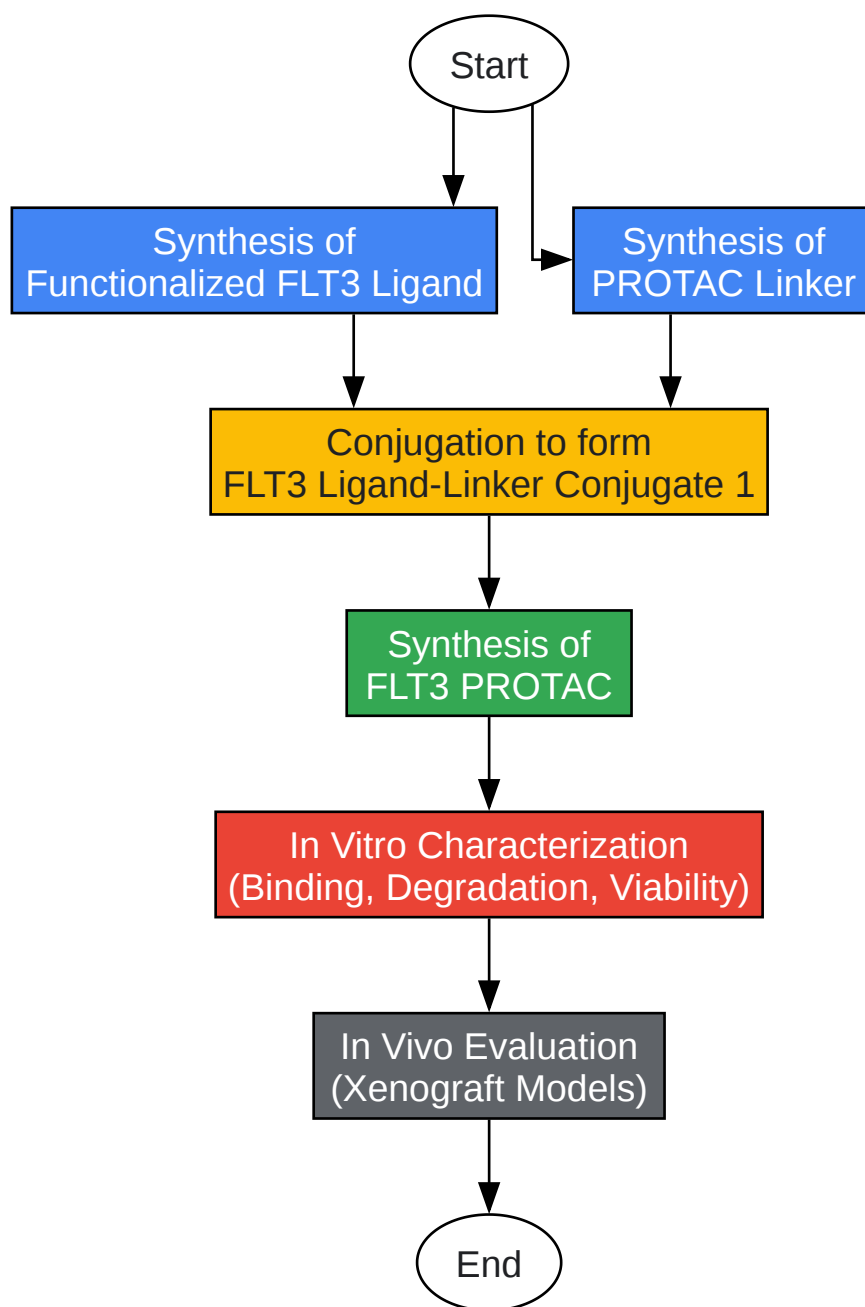 Start
Synthesis of
Functionalized FLT3 Ligand
Synthesis of
PROTAC Linker
Conjugation to form
FLT3 Ligand-Linker Conjugate 1
Synthesis of
FLT3 PROTAC
In Vitro Characterization
(Binding, Degradation, Viability)
In Vivo Evaluation
(Xenograft Models)
End